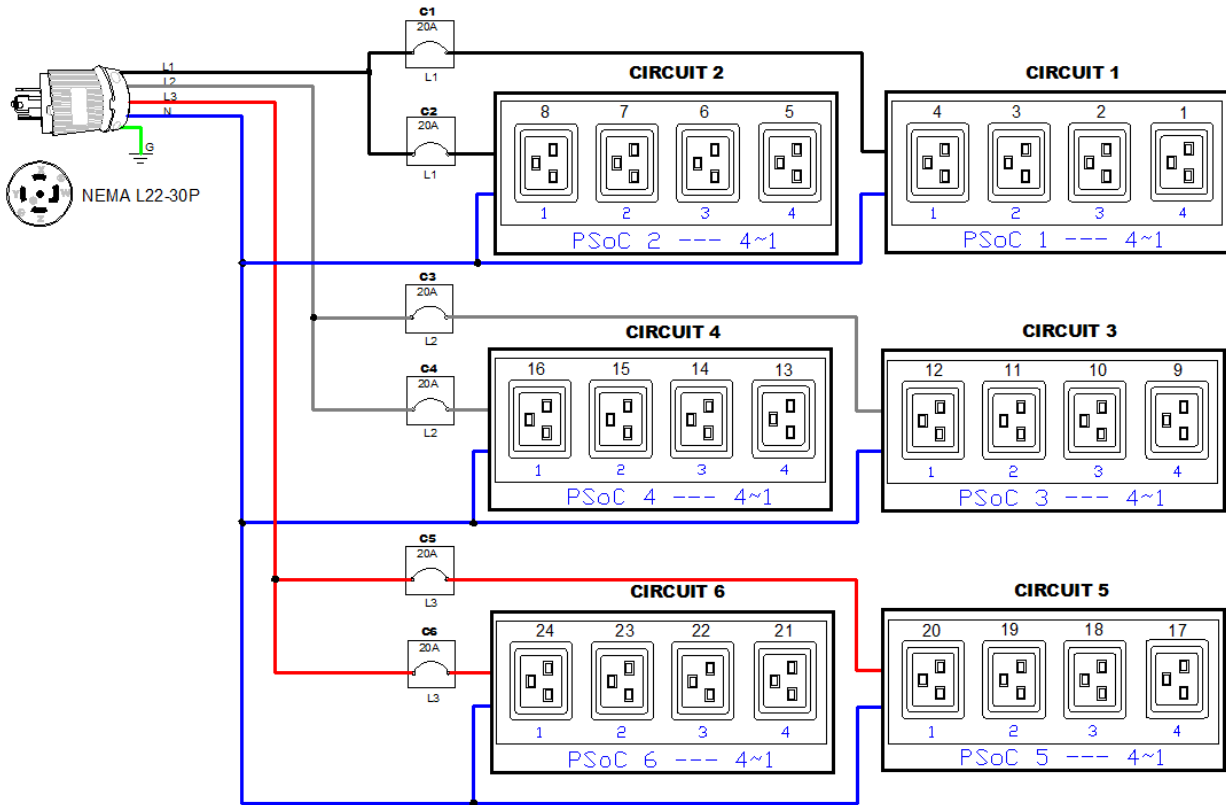 C1
20A
L1
L1
L2
L3
N
G
NEMA L22-30P
C2
20A
L1
CIRCUIT 2
8 7 6 5
1 2 3 4
PSoC 2 --- 4~1
CIRCUIT 1
4 3 2 1
1 2 3 4
PSoC 1 --- 4~1
C3
20A
L2
C4
20A
L2
CIRCUIT 4
16 15 14 13
1 2 3 4
PSoC 4 --- 4~1
CIRCUIT 3
12 11 10 9
1 2 3 4
PSoC 3 --- 4~1
C5
20A
L3
C6
20A
L3
CIRCUIT 6
24 23 22 21
1 2 3 4
PSoC 6 --- 4~1
CIRCUIT 5
20 19 18 17
1 2 3 4
PSoC 5 --- 4~1